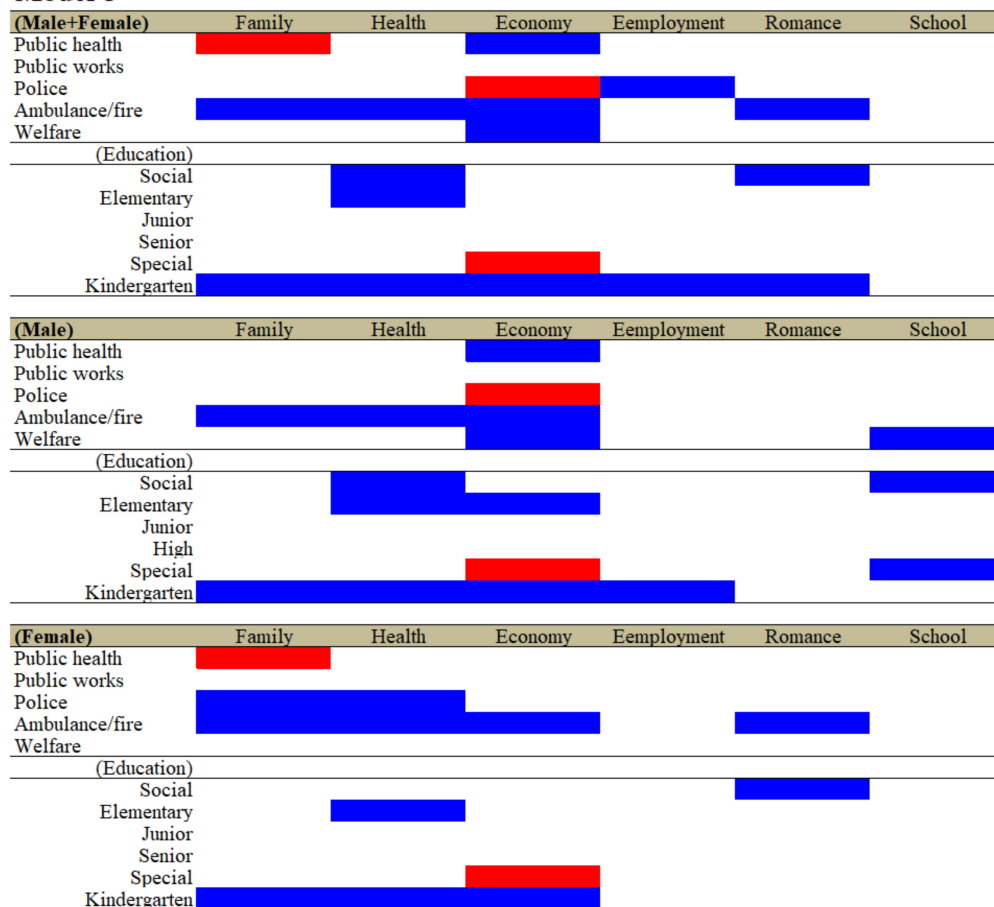 (Male+Female) Family Health Economy Eemployment Romance School
Public health
Public works
Police
Ambulance/fire
Welfare
(Education)
Social
Elementary
Junior
Senior
Special
Kindergarten
(Male) Family Health Economy Eemployment Romance School
Public health
Public works
Police
Ambulance/fire
Welfare
(Education)
Social
Elementary
Junior
High
Special
Kindergarten
(Female) Family Health Economy Eemployment Romance School
Public health
Public works
Police
Ambulance/fire
Welfare
(Education)
Social
Elementary
Junior
Senior
Special
Kindergarten